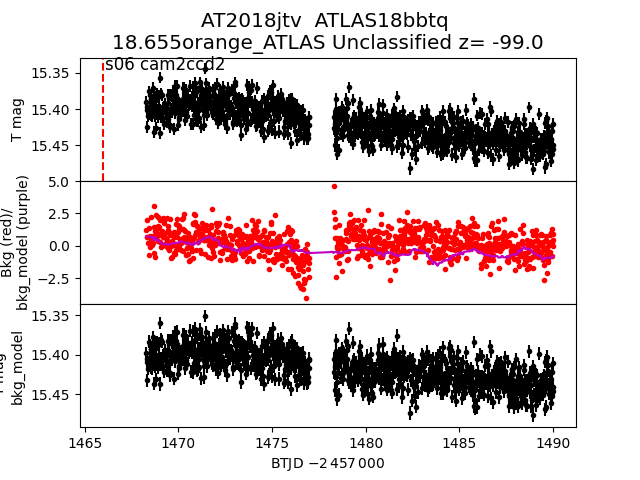 AT2018jtv ATLAS18bbtq
18.655orange_ATLAS Unclassified z= -99.0
s06 cam2ccd2
15.35
15.40
15.45
T mag
5.0
2.5
0.0
−2.5
Bkg (red)/
bkg_model (purple)
15.35
15.40
15.45
bkg_model
1465
1470
1475
1480
1485
1490
BTJD −2 457 000